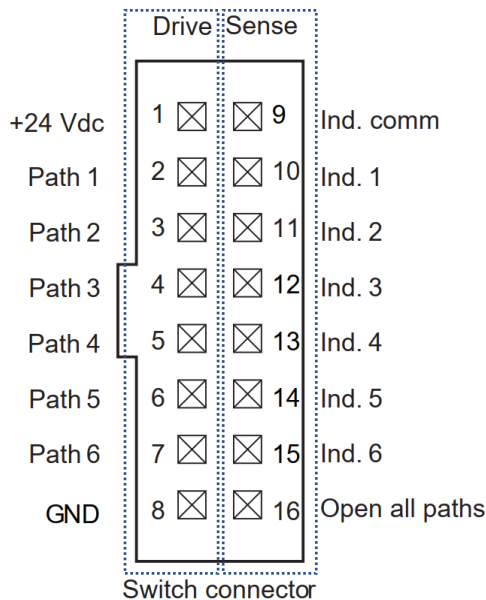 Drive Sense
+24 Vdc 1 9 Ind. comm
Path 1 2 10 Ind. 1
Path 2 3 11 Ind. 2
Path 3 4 12 Ind. 3
Path 4 5 13 Ind. 4
Path 5 6 14 Ind. 5
Path 6 7 15 Ind. 6
GND 8 16 Open all paths
Switch connector